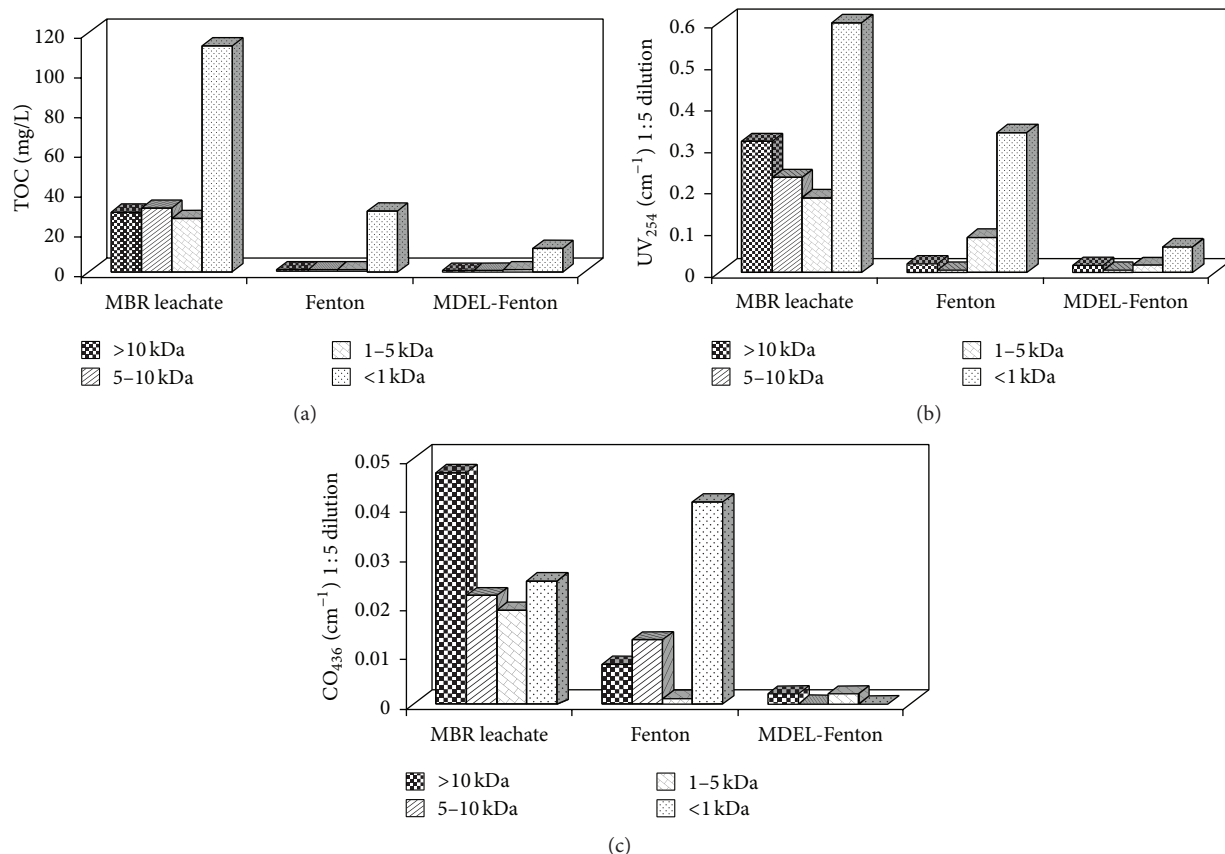 120
100
80
60
40
20
0
TOC (mg/L)
MBR leachate Fenton MDEL-Fenton
>10 kDa 1–5 kDa
5–10 kDa <1 kDa
(a)
0.6
0.5
0.4
0.3
0.2
0.1
0
UV₂₅₄ (cm⁻¹) 1 : 5 dilution
MBR leachate Fenton MDEL-Fenton
>10 kDa 1–5 kDa
5–10 kDa <1 kDa
(b)
0.05
0.04
0.03
0.02
0.01
0
CO₄₃₆ (cm⁻¹) 1 : 5 dilution
MBR leachate Fenton MDEL-Fenton
>10 kDa 1–5 kDa
5–10 kDa <1 kDa
(c)